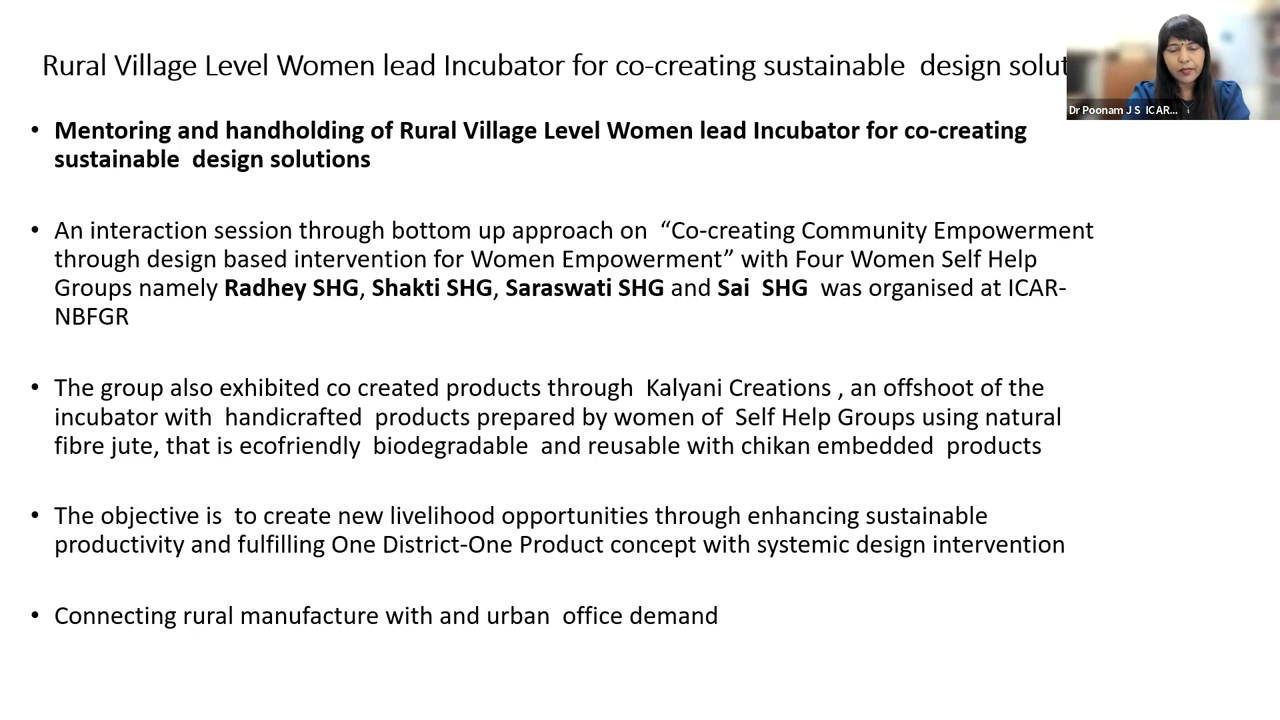 Rural Village Level Women lead Incubator for co-creating sustainable design solut
Dr Poonam J S ICAR...
• Mentoring and handholding of Rural Village Level Women lead Incubator for co-creating
sustainable design solutions
• An interaction session through bottom up approach on “Co-creating Community Empowerment
through design based intervention for Women Empowerment” with Four Women Self Help
Groups namely Radhey SHG, Shakti SHG, Saraswati SHG and Sai SHG was organised at ICAR-
NBFGR
• The group also exhibited co created products through Kalyani Creations , an offshoot of the
incubator with handicrafted products prepared by women of Self Help Groups using natural
fibre jute, that is ecofriendly biodegradable and reusable with chikan embedded products
• The objective is to create new livelihood opportunities through enhancing sustainable
productivity and fulfilling One District-One Product concept with systemic design intervention
• Connecting rural manufacture with and urban office demand